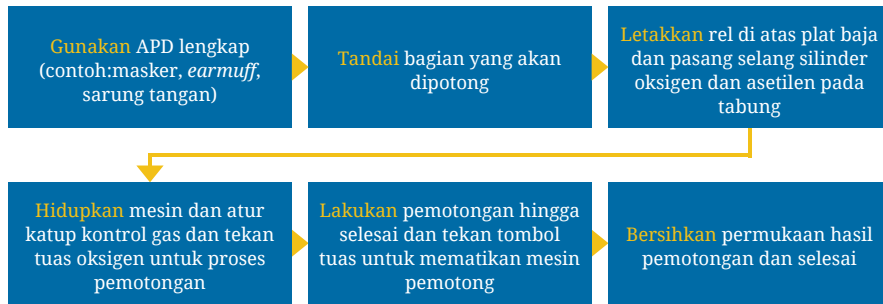 Gunakan APD lengkap
(contoh:masker, earmuff,
sarung tangan)
Tandai bagian yang akan
dipotong
Letakkan rel di atas plat baja
dan pasang selang silinder
oksigen dan asetilen pada
tabung
Hidupkan mesin dan atur
katup kontrol gas dan tekan
tuas oksigen untuk proses
pemotongan
Lakukan pemotongan hingga
selesai dan tekan tombol
tuas untuk mematikan mesin
pemotong
Bersihkan permukaan hasil
pemotongan dan selesai